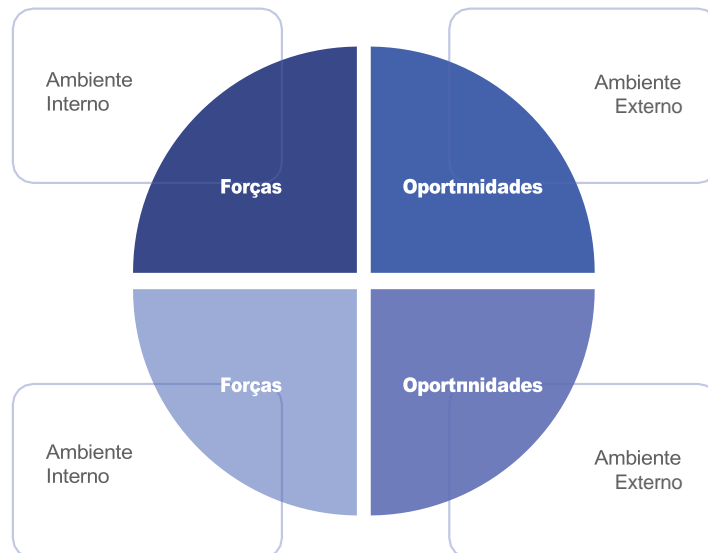 Ambiente
Interno
Ambiente
Externo
Forças
Oportnnidades
Forças
Oportnnidades
Ambiente
Interno
Ambiente
Externo